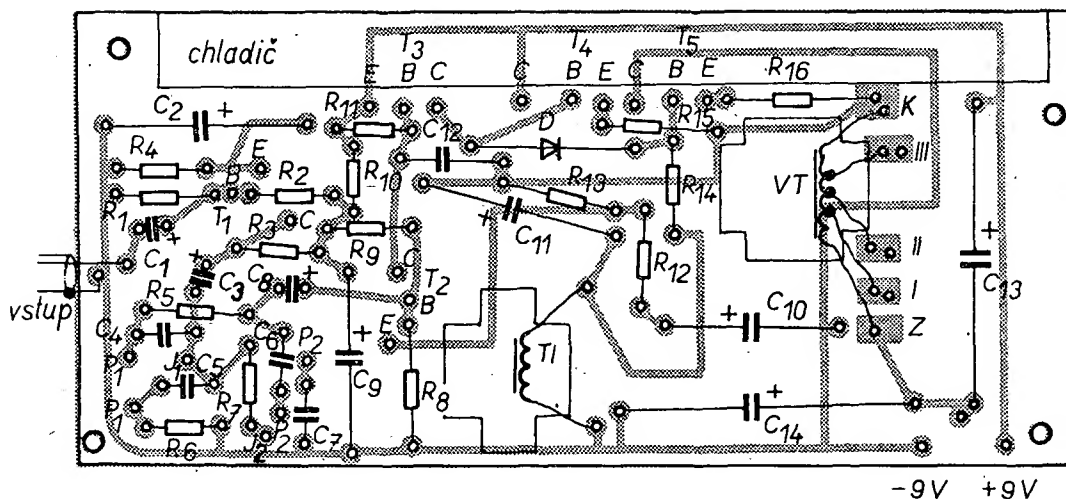 chladič
T3 T4 T5
E B C C B E C B E
R16
C2 +
R11
C12
D
R15
K
III
R4
E
R2
R10
R13
R14
VT
R1
B
T1
C
+
C1
R3
R9
+
C11
+
C3
C8
+
C
T2
B
R12
II
I
Z
+
C13
vstup
R5
C4
P1
J1
C5
C6
P2
+
C9
E
R8
Tl
C10
+
P1
R6
R7
J2
P2
C7
C14
+
-9V +9V